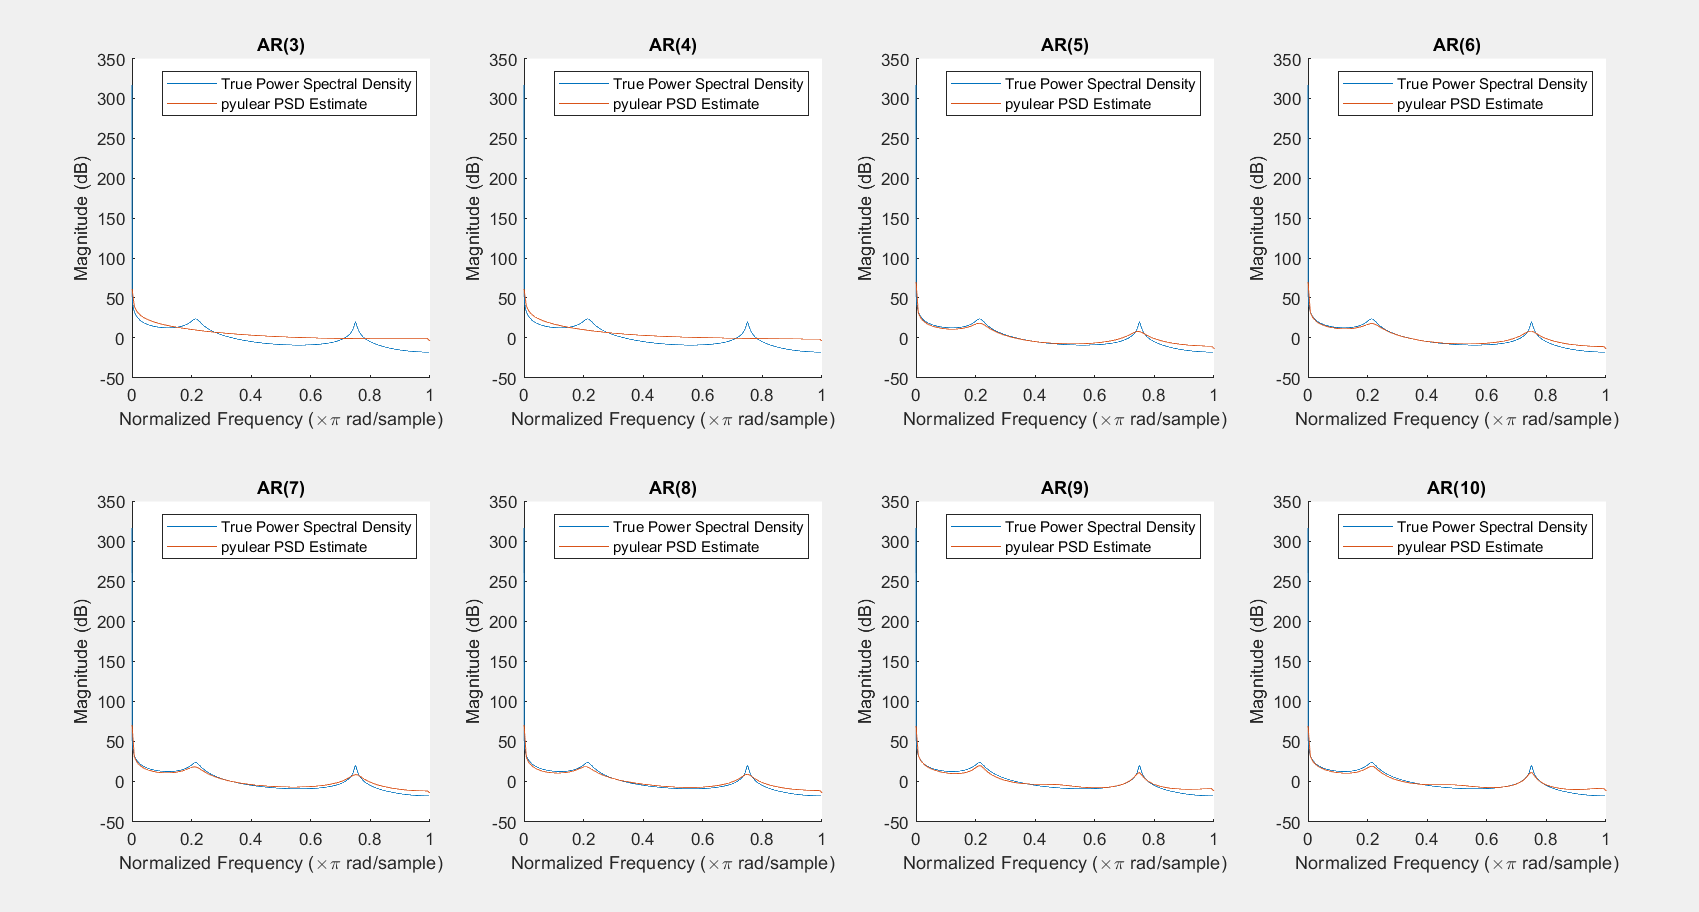 AR(3)
350
300
250
200
150
100
50
0
-50
Magnitude (dB)
True Power Spectral Density
pyulear PSD Estimate
0 0.2 0.4 0.6 0.8 1
Normalized Frequency (×π rad/sample)
AR(4)
350
300
250
200
150
100
50
0
-50
Magnitude (dB)
True Power Spectral Density
pyulear PSD Estimate
0 0.2 0.4 0.6 0.8 1
Normalized Frequency (×π rad/sample)
AR(5)
350
300
250
200
150
100
50
0
-50
Magnitude (dB)
True Power Spectral Density
pyulear PSD Estimate
0 0.2 0.4 0.6 0.8 1
Normalized Frequency (×π rad/sample)
AR(6)
350
300
250
200
150
100
50
0
-50
Magnitude (dB)
True Power Spectral Density
pyulear PSD Estimate
0 0.2 0.4 0.6 0.8 1
Normalized Frequency (×π rad/sample)
AR(7)
350
300
250
200
150
100
50
0
-50
Magnitude (dB)
True Power Spectral Density
pyulear PSD Estimate
0 0.2 0.4 0.6 0.8 1
Normalized Frequency (×π rad/sample)
AR(8)
350
300
250
200
150
100
50
0
-50
Magnitude (dB)
True Power Spectral Density
pyulear PSD Estimate
0 0.2 0.4 0.6 0.8 1
Normalized Frequency (×π rad/sample)
AR(9)
350
300
250
200
150
100
50
0
-50
Magnitude (dB)
True Power Spectral Density
pyulear PSD Estimate
0 0.2 0.4 0.6 0.8 1
Normalized Frequency (×π rad/sample)
AR(10)
350
300
250
200
150
100
50
0
-50
Magnitude (dB)
True Power Spectral Density
pyulear PSD Estimate
0 0.2 0.4 0.6 0.8 1
Normalized Frequency (×π rad/sample)